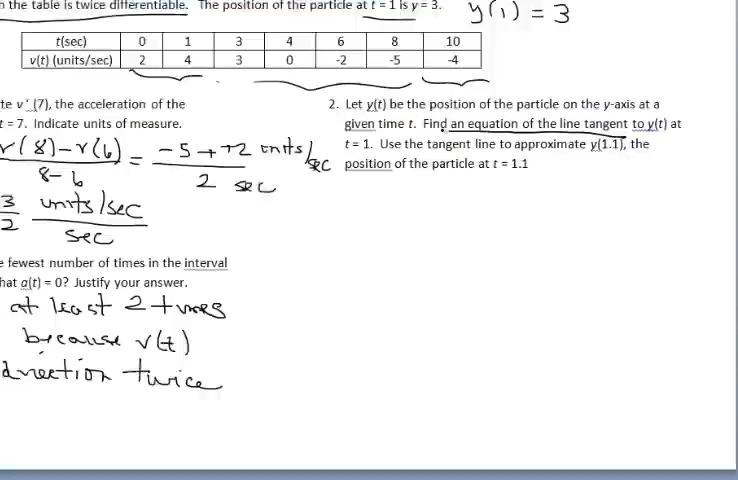 n the table is twice differentiable. The position of the particle at t = 1 is y = 3.
y(1) = 3
t(sec) 0 1 3 4 6 8 10
v(t) (units/sec) 2 4 3 0 -2 -5 -4
te v' (7), the acceleration of the
t = 7. Indicate units of measure.
v(8)-v(6) = -5 + +2 units/sec
8-6 2 sec
3 units/sec
2 sec
e fewest number of times in the interval
hat a(t) = 0? Justify your answer.
at least 2 times
because v(t)
direction twice
2. Let y(t) be the position of the particle on the y-axis at a
given time t. Find an equation of the line tangent to y(t) at
t = 1. Use the tangent line to approximate y(1.1), the
position of the particle at t = 1.1